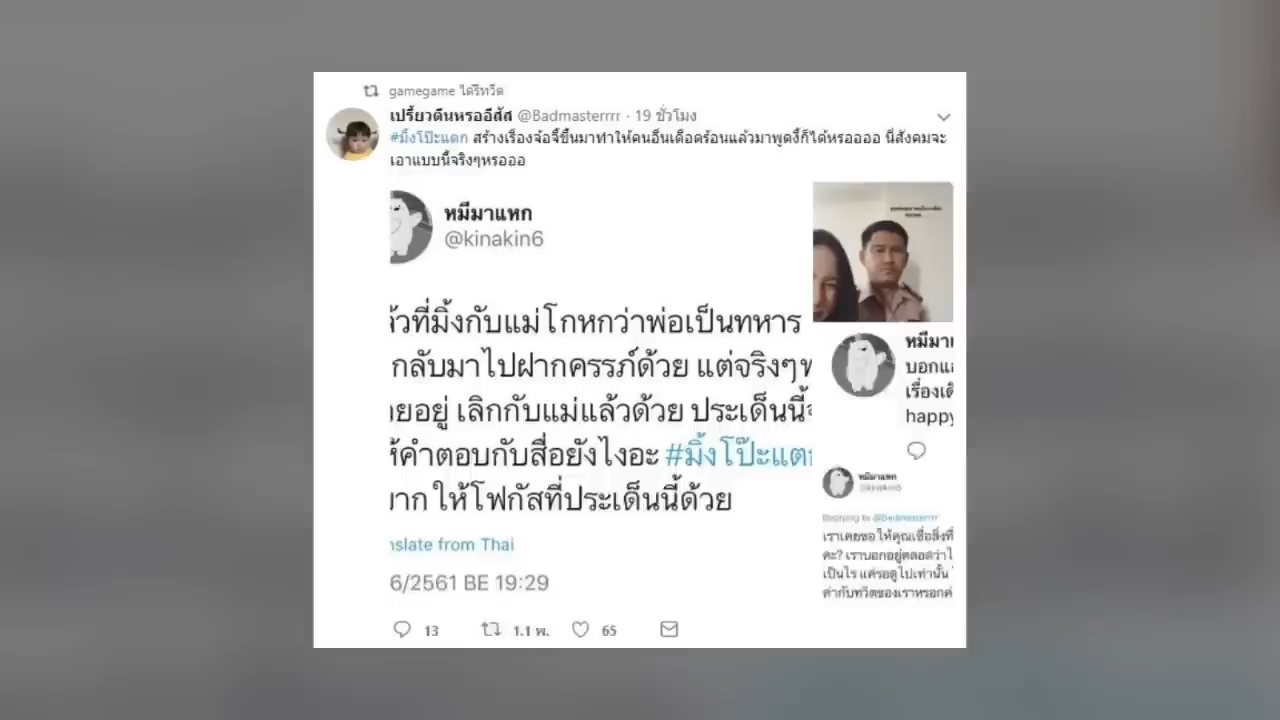 gamegame ได้รีทวีต
เปรี้ยวตีนหรออีสัส @Badmasterrrr · 19 ชั่วโมง
#มิ้งโป๊ะแตก สร้างเรื่องจ้อจี้ขึ้นมาทำให้คนอื่นเดือดร้อนแล้วมาพูดงี้ก็ได้หรอออออ นี่สังคมจะ
เอาแบบนี้จริงๆหรอออ
หมีมาแหก
@kinakin6
ที่มิ้งกับแม่โกหกว่าพ่อเป็นทหาร
กลับมาไปฝากครรภ์ด้วย แต่จริงๆ
อยู่ เลิกกับแม่แล้วด้วย ประเด็นนี้
คำตอบกับสื่อยังไงอะ #มิ้งโป๊ะแต
ให้โฟกัสที่ประเด็นนี้ด้วย
nslate from Thai
6/2561 BE 19:29
หมีมา
บอกแ
เรื่องเ
happy
หมีมาแหก
@kinakin6
Replying to @Badmasterrrr
เราเคยขอให้คุณเชื่อสิ่งที่
คะ? เราบอกอยู่ตลอดว่า
เป็นไร แค่รอดูไปเท่านั้น
ค่ากับทวีตของเราหรอกค่
13 1.1 พ. 65